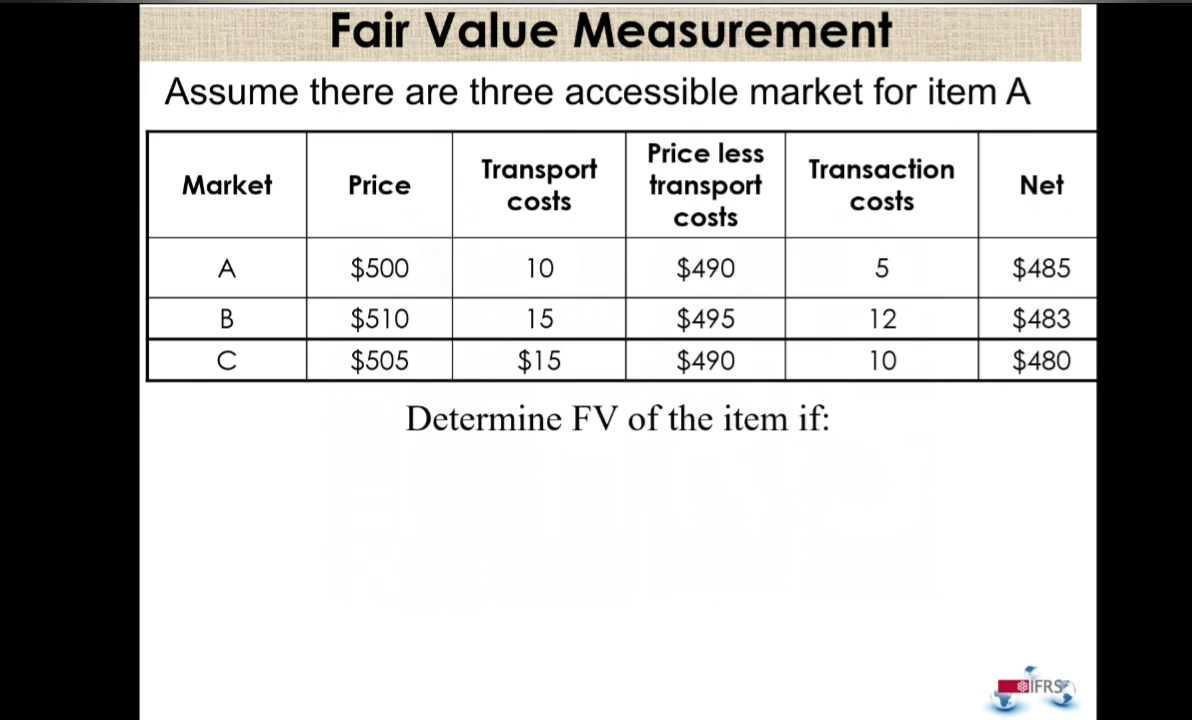 Fair Value Measurement
Assume there are three accessible market for item A
Market Price Transport costs Price less transport costs Transaction costs Net
A $500 10 $490 5 $485
B $510 15 $495 12 $483
C $505 $15 $490 10 $480
Determine FV of the item if:
IFRS